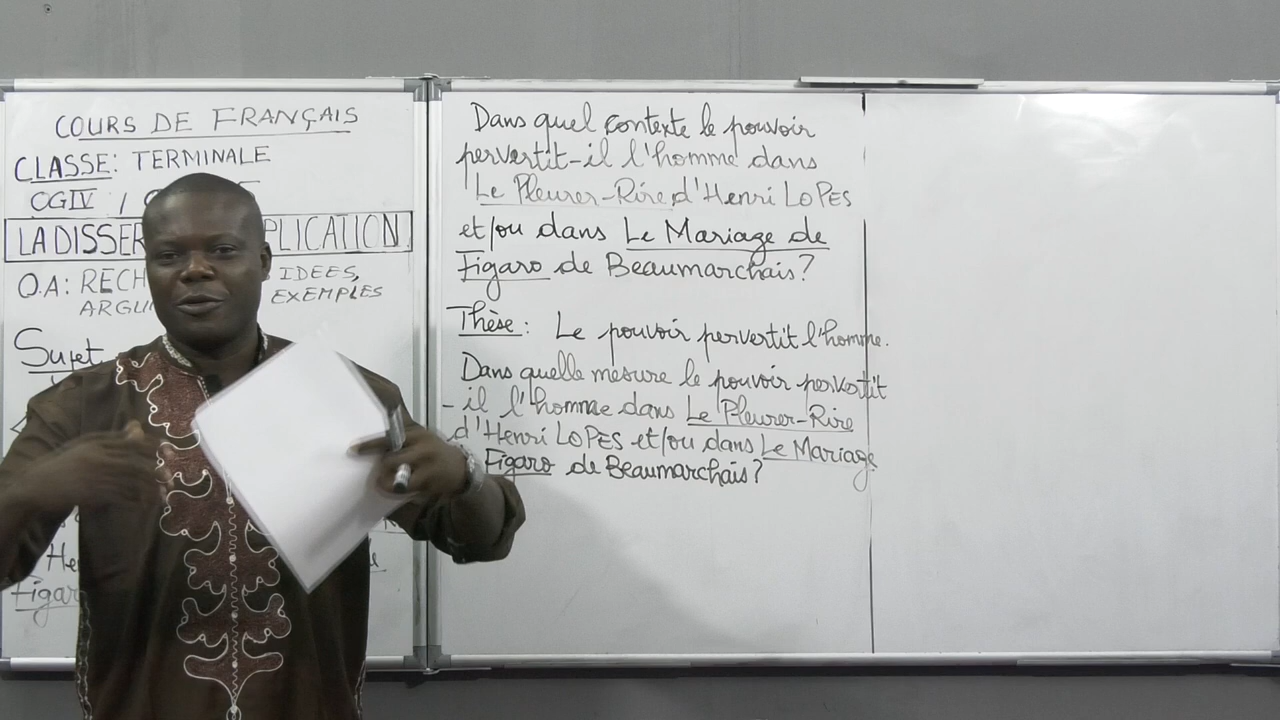 COURS DE FRANÇAIS
CLASSE: TERMINALE
CGIV /
LA DISSER PLICATION
O.A: RECH IDEES,
ARGU EXEMPLES
Sujet
He
Figar
Dans quel contexte le pouvoir
pervertit-il l'homme dans
Le Pleurer-Rire d'Henri LOPES
et/ou dans Le Mariage de
Figaro de Beaumarchais?
Thèse: Le pouvoir pervertit l'homme.
Dans quelle mesure le pouvoir pervertit
-il l'homme dans Le Pleurer-Rire
d'Henri LOPES et/ou dans Le Mariage
Figaro de Beaumarchais?